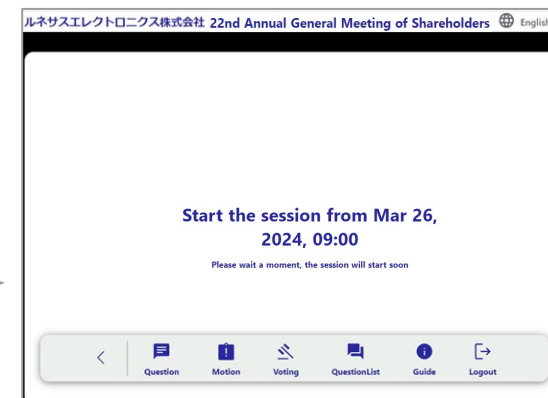 ルネサスエレクトロニクス株式会社 22nd Annual General Meeting of Shareholders English
Start the session from Mar 26,
2024, 09:00
Please wait a moment, the session will start soon
Question Motion Voting QuestionList Guide Logout